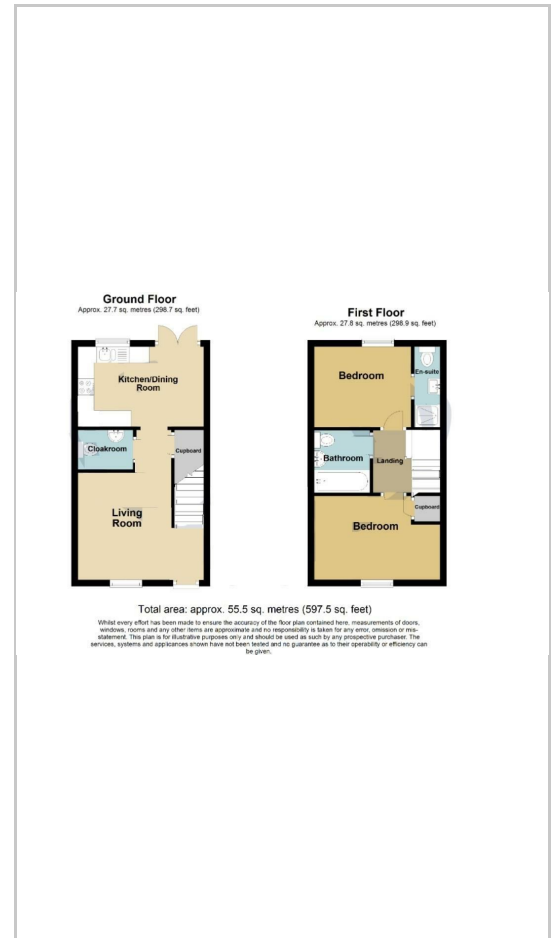 Ground Floor
Approx. 27.7 sq. metres (298.7 sq. feet)
Kitchen/Dining
Room
Cloakroom
Cupboard
Living
Room
First Floor
Approx. 27.8 sq. metres (298.9 sq. feet)
Bedroom
En-suite
Bathroom
Landing
Cupboard
Bedroom
Total area: approx. 55.5 sq. metres (597.5 sq. feet)
Whilst every effort has been made to ensure the accuracy of the floor plan contained here, measurements of doors,
windows, rooms and any other items are approximate and no responsibility is taken for any error, omission or mis-
statement. This plan is for illustrative purposes only and should be used as such by any prospective purchaser. The
services, systems and applicances shown have not been tested and no guarantee as to their operability or efficiency can
be given.